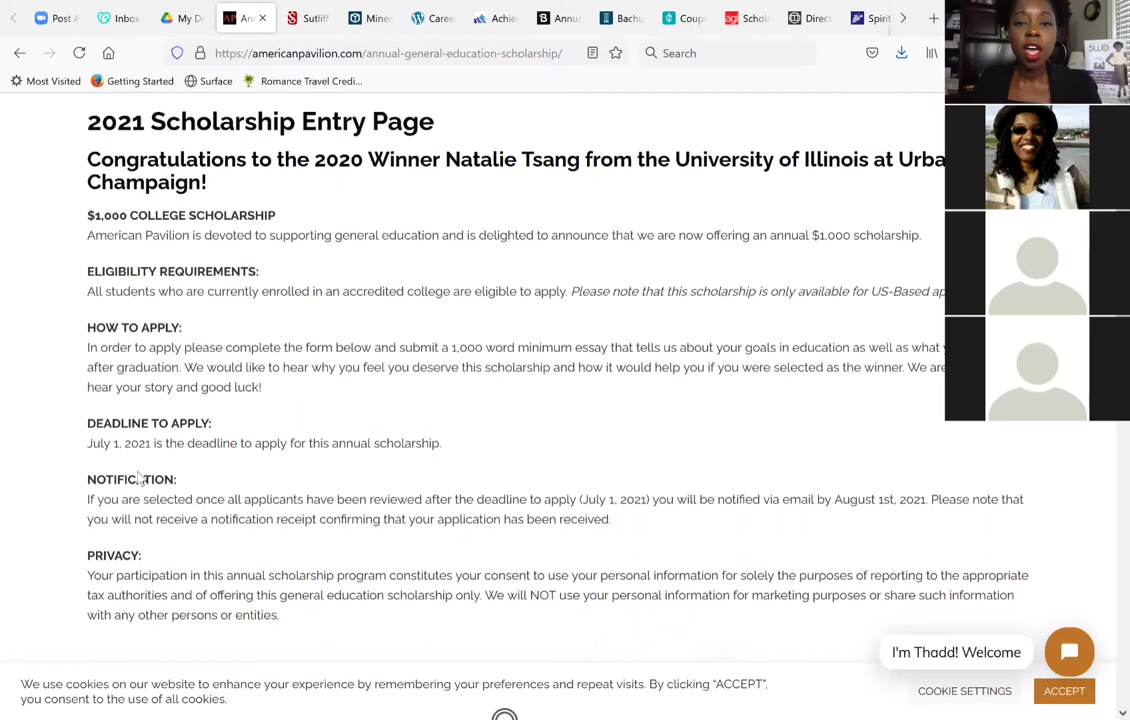 Post A
Inbox
My Dr
AP
Ann
Sutliff
Minec
Caree
Achie
Annu
Bachu
Coup
agi
Schol
Direct
Spirit
https://americanpavilion.com/annual-general-education-scholarship/
Search
Most Visited
Getting Started
Surface
Romance Travel Credi...
2021 Scholarship Entry Page
Congratulations to the 2020 Winner Natalie Tsang from the University of Illinois at Urba
Champaign!
$1,000 COLLEGE SCHOLARSHIP
American Pavilion is devoted to supporting general education and is delighted to announce that we are now offering an annual $1,000 scholarship.
ELIGIBILITY REQUIREMENTS:
All students who are currently enrolled in an accredited college are eligible to apply. Please note that this scholarship is only available for US-Based ap
HOW TO APPLY:
In order to apply please complete the form below and submit a 1,000 word minimum essay that tells us about your goals in education as well as what
after graduation. We would like to hear why you feel you deserve this scholarship and how it would help you if you were selected as the winner. We are
hear your story and good luck!
DEADLINE TO APPLY:
July 1, 2021 is the deadline to apply for this annual scholarship.
NOTIFICATION:
If you are selected once all applicants have been reviewed after the deadline to apply (July 1, 2021) you will be notified via email by August 1st, 2021. Please note that
you will not receive a notification receipt confirming that your application has been received.
PRIVACY:
Your participation in this annual scholarship program constitutes your consent to use your personal information for solely the purposes of reporting to the appropriate
tax authorities and of offering this general education scholarship only. We will NOT use your personal information for marketing purposes or share such information
with any other persons or entities.
I'm Thadd! Welcome
We use cookies on our website to enhance your experience by remembering your preferences and repeat visits. By clicking “ACCEPT”,
you consent to the use of all cookies.
COOKIE SETTINGS
ACCEPT